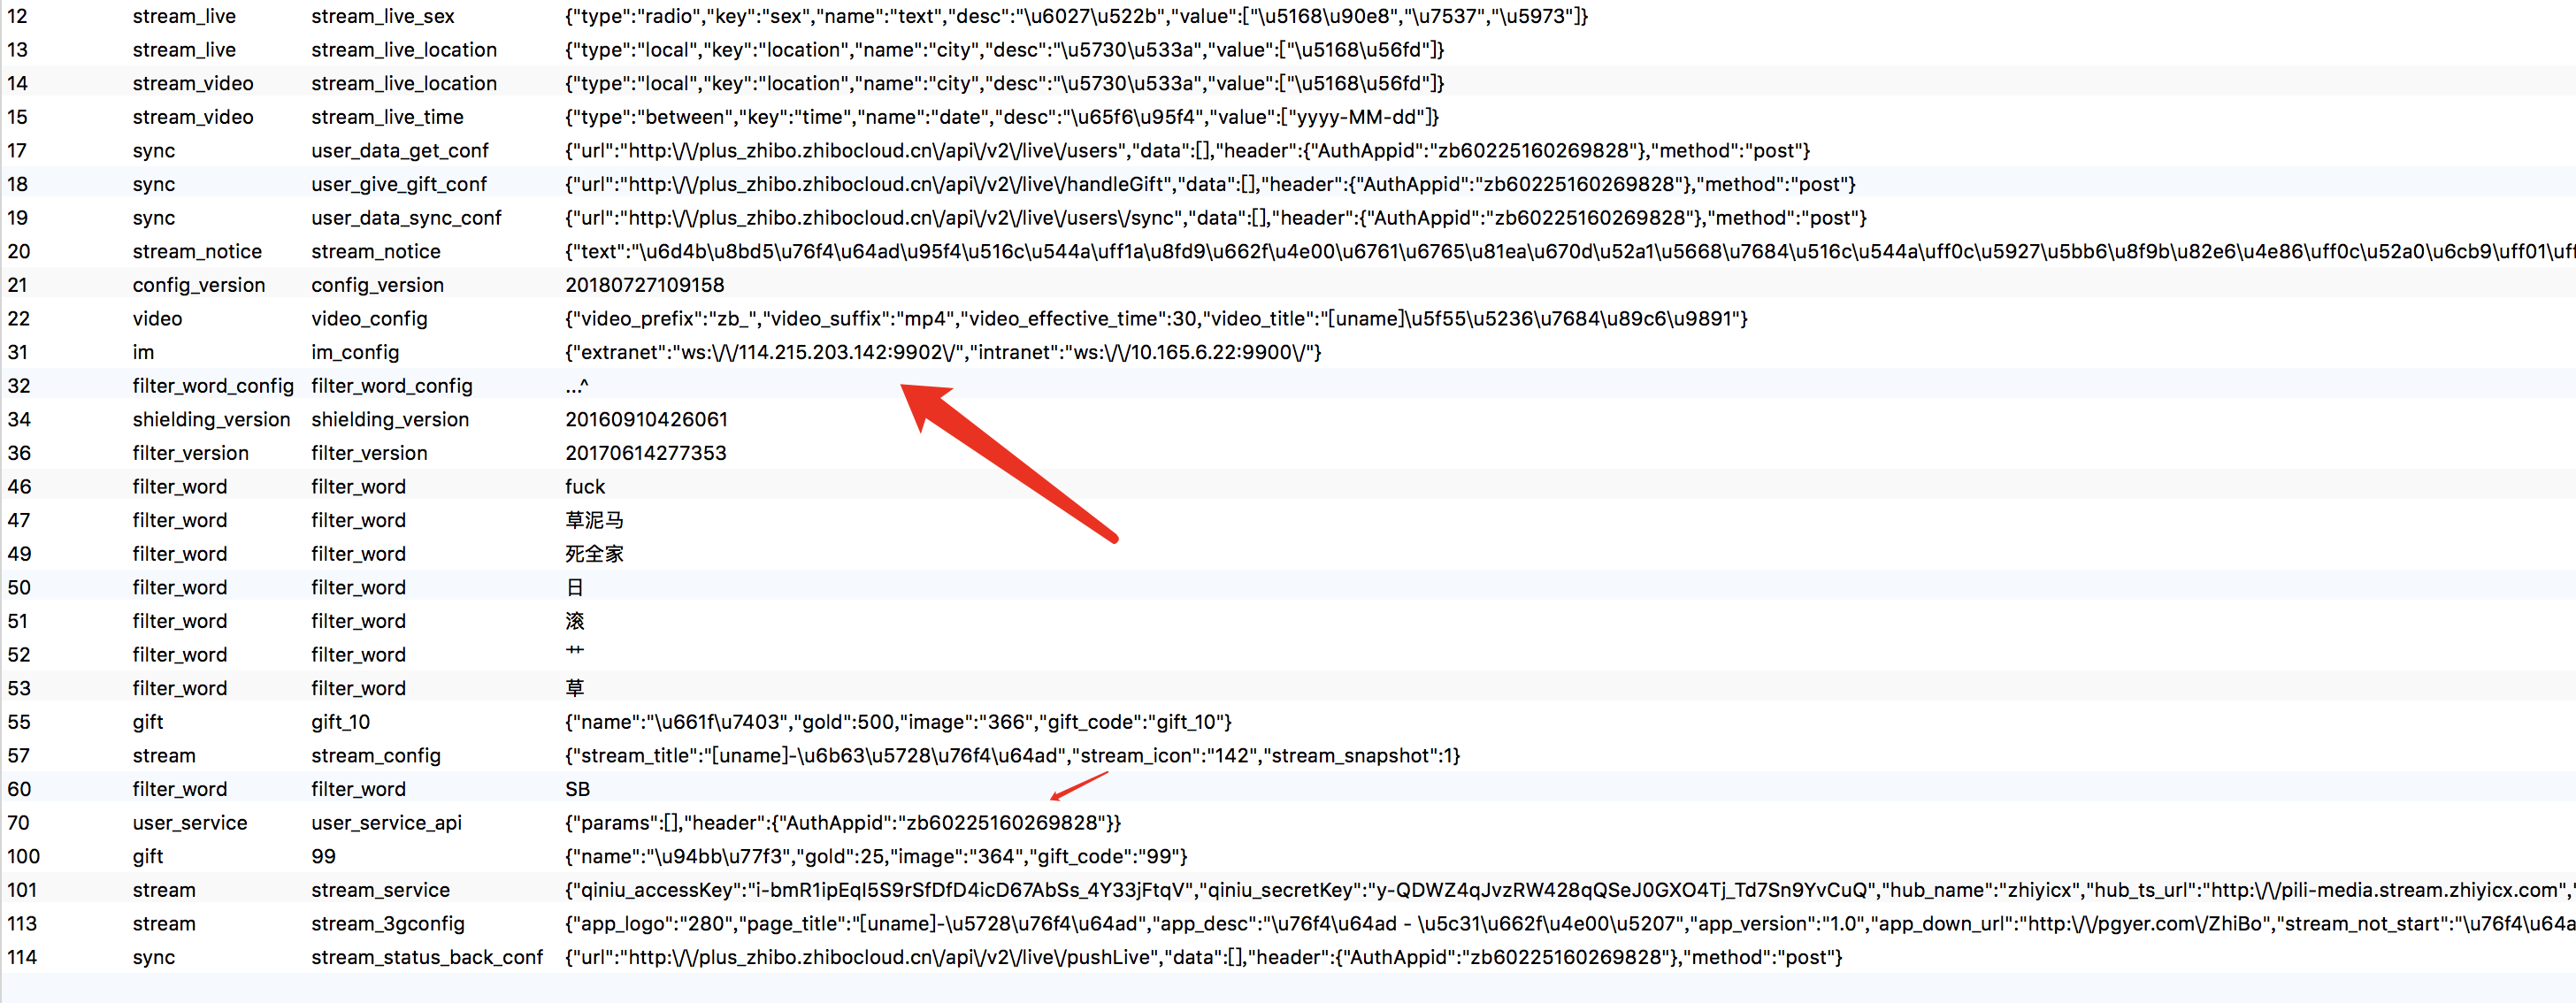 12 stream_live stream_live_sex {"type":"radio","key":"sex","name":"text","desc":"\u6027\u522b","value":["\u5168\u90e8","\u7537","\u5973"]}
13 stream_live stream_live_location {"type":"local","key":"location","name":"city","desc":"\u5730\u533a","value":["\u5168\u56fd"]}
14 stream_video stream_live_location {"type":"local","key":"location","name":"city","desc":"\u5730\u533a","value":["\u5168\u56fd"]}
15 stream_video stream_live_time {"type":"between","key":"time","name":"date","desc":"\u65f6\u95f4","value":["yyyy-MM-dd"]}
17 sync user_data_get_conf {"url":"http:\/\/plus_zhibo.zhibocloud.cn\/api\/v2\/live\/users","data":[],"header":{"AuthAppid":"zb60225160269828"},"method":"post"}
18 sync user_give_gift_conf {"url":"http:\/\/plus_zhibo.zhibocloud.cn\/api\/v2\/live\/handleGift","data":[],"header":{"AuthAppid":"zb60225160269828"},"method":"post"}
19 sync user_data_sync_conf {"url":"http:\/\/plus_zhibo.zhibocloud.cn\/api\/v2\/live\/users\/sync","data":[],"header":{"AuthAppid":"zb60225160269828"},"method":"post"}
20 stream_notice stream_notice {"text":"\u6d4b\u8bd5\u76f4\u64ad\u95f4\u516c\u544a\uff1a\u8fd9\u662f\u4e00\u6761\u6765\u81ea\u670d\u52a1\u5668\u7684\u516c\u544a\uff0c\u5927\u5bb6\u8f9b\u82e6\u4e86\uff0c\u52a0\u6cb9\uff01\uf
21 config_version config_version 20180727109158
22 video video_config {"video_prefix":"zb_","video_suffix":"mp4","video_effective_time":30,"video_title":"[uname]\u5f55\u5236\u7684\u89c6\u9891"}
31 im im_config {"extranet":"ws:\/\/114.215.203.142:9902\/","intranet":"ws:\/\/10.165.6.22:9900\/"}
32 filter_word_config filter_word_config ...^
34 shielding_version shielding_version 20160910426061
36 filter_version filter_version 20170614277353
46 filter_word filter_word fuck
47 filter_word filter_word 草泥马
49 filter_word filter_word 死全家
50 filter_word filter_word 日
51 filter_word filter_word 滚
52 filter_word filter_word 艹
53 filter_word filter_word 草
55 gift gift_10 {"name":"\u661f\u7403","gold":500,"image":"366","gift_code":"gift_10"}
57 stream stream_config {"stream_title":"[uname]-\u6b63\u5728\u76f4\u64ad","stream_icon":"142","stream_snapshot":1}
60 filter_word filter_word SB
70 user_service user_service_api {"params":[],"header":{"AuthAppid":"zb60225160269828"}}
100 gift 99 {"name":"\u94bb\u77f3","gold":25,"image":"364","gift_code":"99"}
101 stream stream_service {"qiniu_accessKey":"i-bmR1ipEqI5S9rSfDfD4icD67AbSs_4Y33jFtqV","qiniu_secretKey":"y-QDWZ4qJvzRW428qQSeJ0GXO4Tj_Td7Sn9YvCuQ","hub_name":"zhiyicx","hub_ts_url":"http:\/\/pili-media.stream.zhiyicx.com","
113 stream stream_3gconfig {"app_logo":"280","page_title":"[uname]-\u5728\u76f4\u64ad","app_desc":"\u76f4\u64ad - \u5c31\u662f\u4e00\u5207","app_version":"1.0","app_down_url":"http:\/\/pgyer.com\/ZhiBo","stream_not_start":"\u76f4\u64a
114 sync stream_status_back_conf {"url":"http:\/\/plus_zhibo.zhibocloud.cn\/api\/v2\/live\/pushLive","data":[],"header":{"AuthAppid":"zb60225160269828"},"method":"post"}